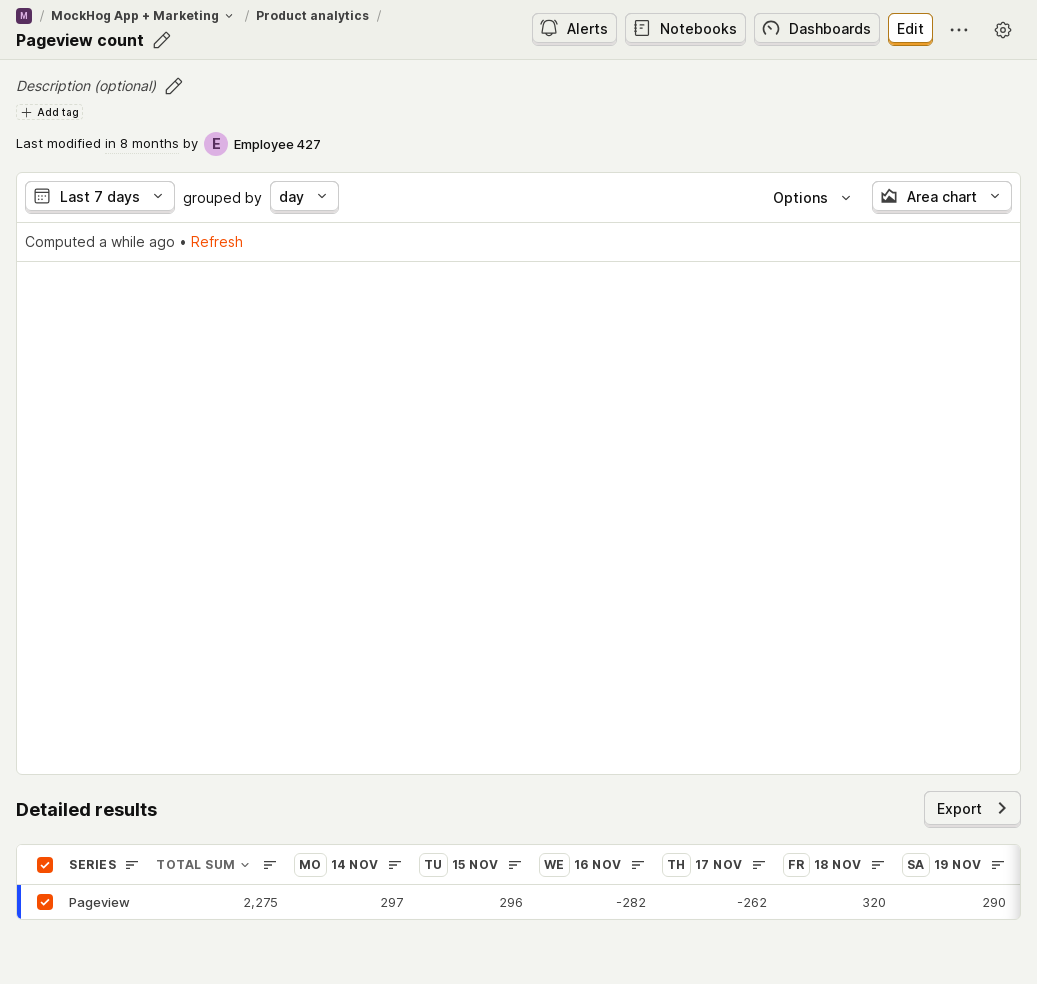 M / MockHog App + Marketing / Product analytics /
Pageview count
Alerts Notebooks Dashboards Edit
Description (optional)
Add tag
Last modified in 8 months by E Employee 427
Last 7 days grouped by day Options Area chart
Computed a while ago • Refresh
Detailed results Export
SERIES TOTAL SUM MO 14 NOV TU 15 NOV WE 16 NOV TH 17 NOV FR 18 NOV SA 19 NOV
Pageview 2,275 297 296 -282 -262 320 290